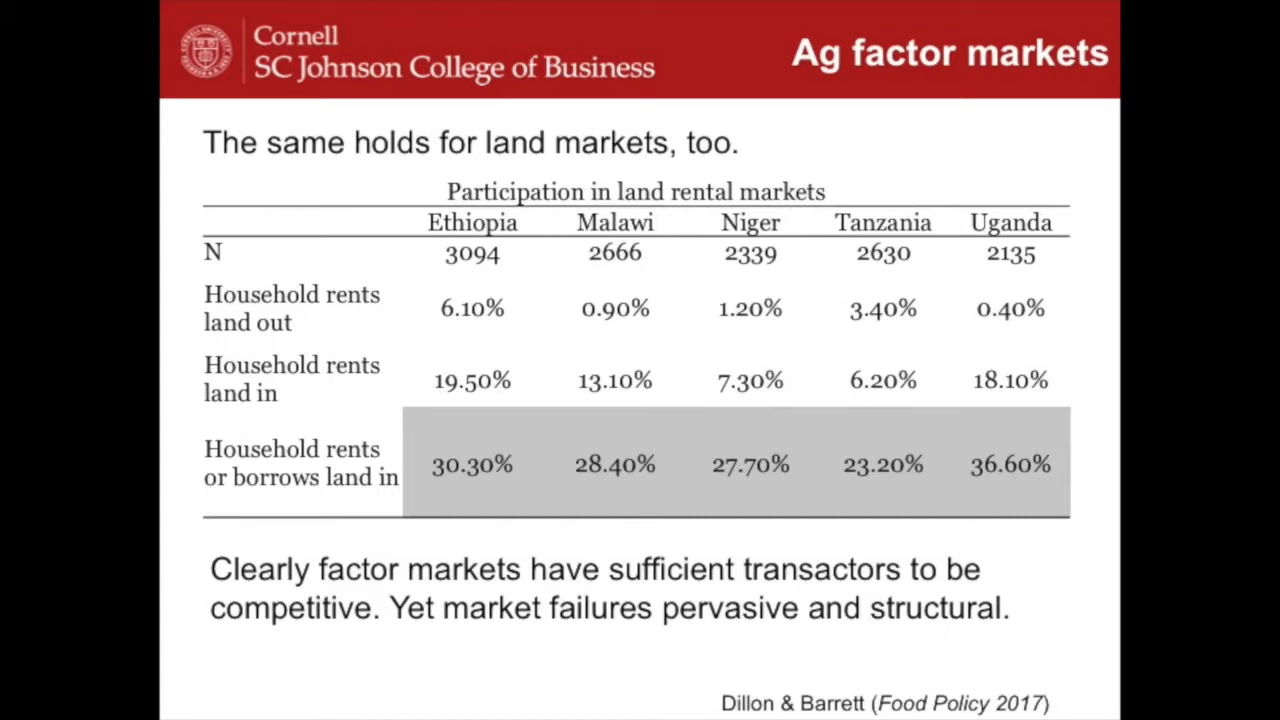 Cornell
SC Johnson College of Business
Ag factor markets
The same holds for land markets, too.
Participation in land rental markets
Ethiopia Malawi Niger Tanzania Uganda
N 3094 2666 2339 2630 2135
Household rents
land out 6.10% 0.90% 1.20% 3.40% 0.40%
Household rents
land in 19.50% 13.10% 7.30% 6.20% 18.10%
Household rents
or borrows land in 30.30% 28.40% 27.70% 23.20% 36.60%
Clearly factor markets have sufficient transactors to be
competitive. Yet market failures pervasive and structural.
Dillon & Barrett (Food Policy 2017)